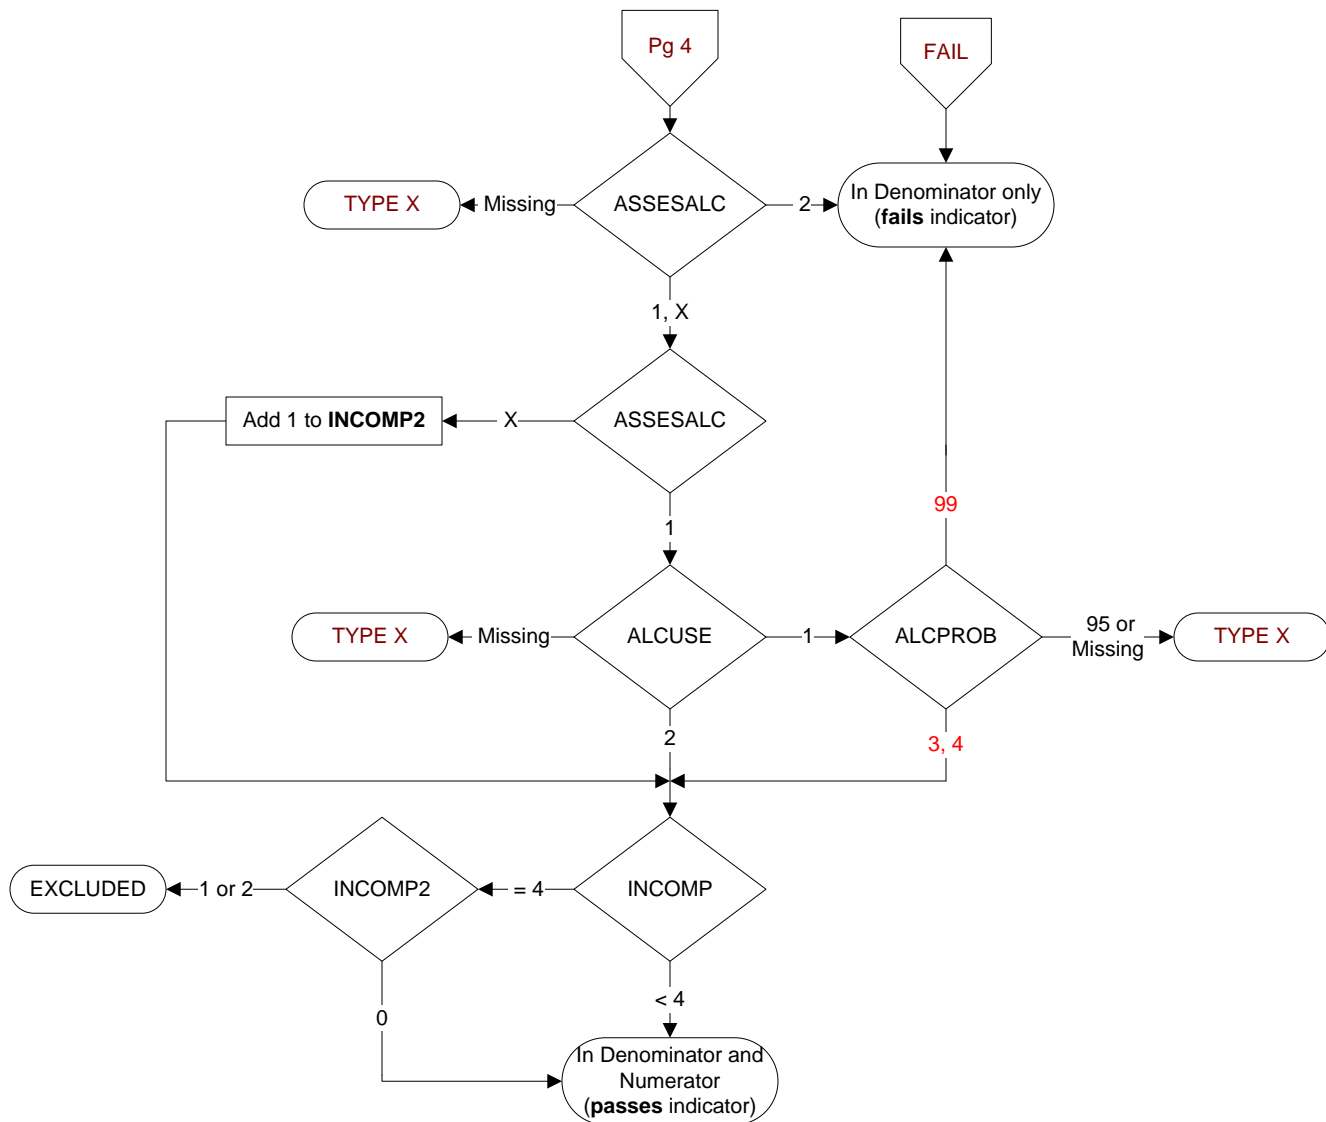 Pg 4
FAIL
TYPE X
Missing
ASSESALC
2
In Denominator only
(fails indicator)
1, X
Add 1 to INCOMP2
X
ASSESALC
99
1
TYPE X
Missing
ALCUSE
1
ALCPROB
95 or
Missing
TYPE X
2
3, 4
EXCLUDED
1 or 2
INCOMP2
= 4
INCOMP
< 4
0
In Denominator and
Numerator
(passes indicator)